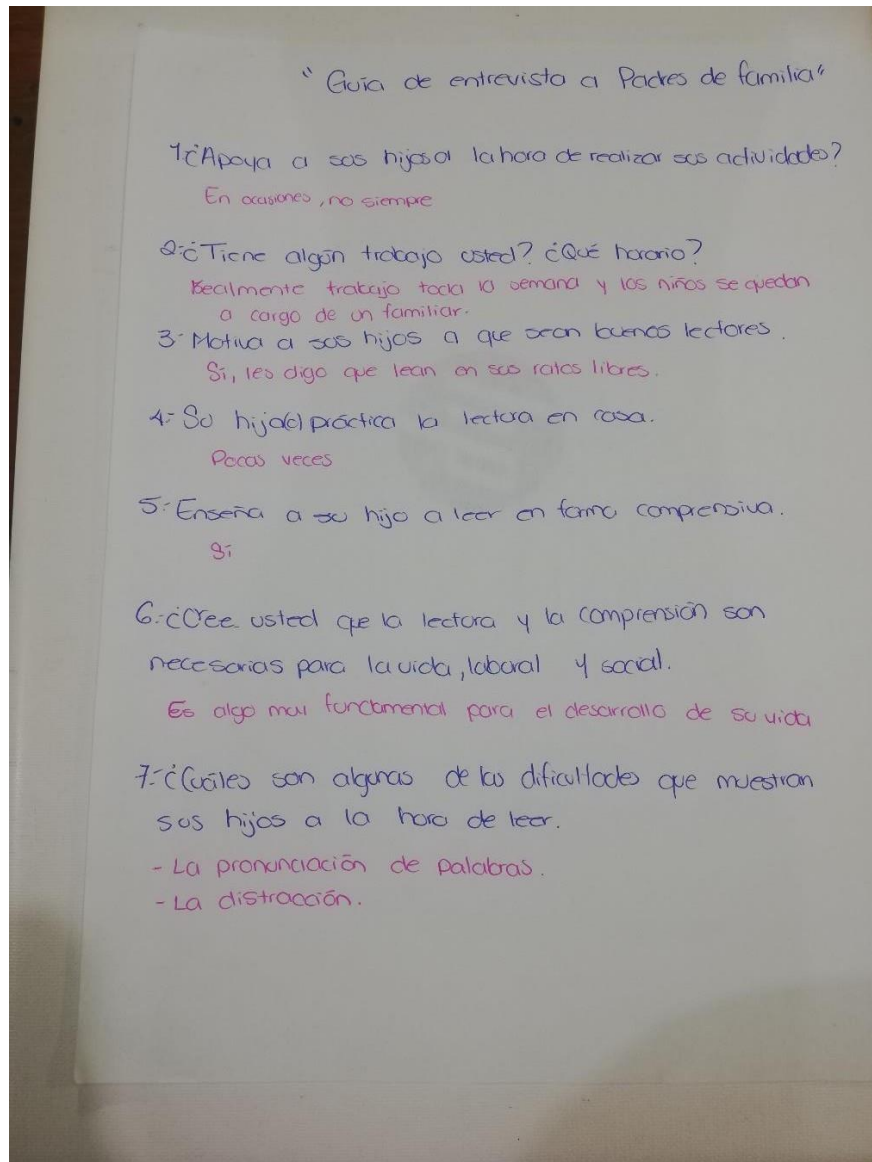 "Guía de entrevista a Padres de familia"
1-¿Apoya a sus hijos a la hora de realizar sus actividades?
En ocasiones, no siempre
2-¿Tiene algún trabajo usted? ¿Qué horario?
Realmente trabajo toda la semana y los niños se quedan
a cargo de un familiar.
3- Motiva a sus hijos a que sean buenos lectores.
Si, les digo que lean en sus ratos libres.
4- Su hijo(a) práctica la lectura en casa.
Pocas veces
5- Enseña a su hijo a leer en forma comprensiva.
Si
6-¿Cree usted que la lectura y la comprensión son
necesarias para la vida, laboral y social.
Es algo muy fundamental para el desarrollo de su vida
7-¿Cuáles son algunas de las dificultades que muestran
sus hijos a la hora de leer.
- La pronunciación de palabras.
- La distracción.